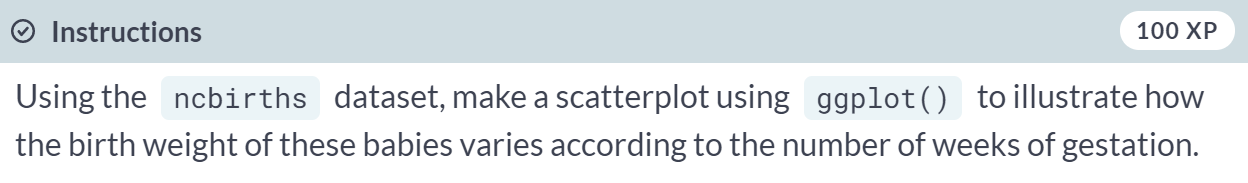 Instructions 100 XP
Using the ncbirths dataset, make a scatterplot using ggplot() to illustrate how
the birth weight of these babies varies according to the number of weeks of gestation.